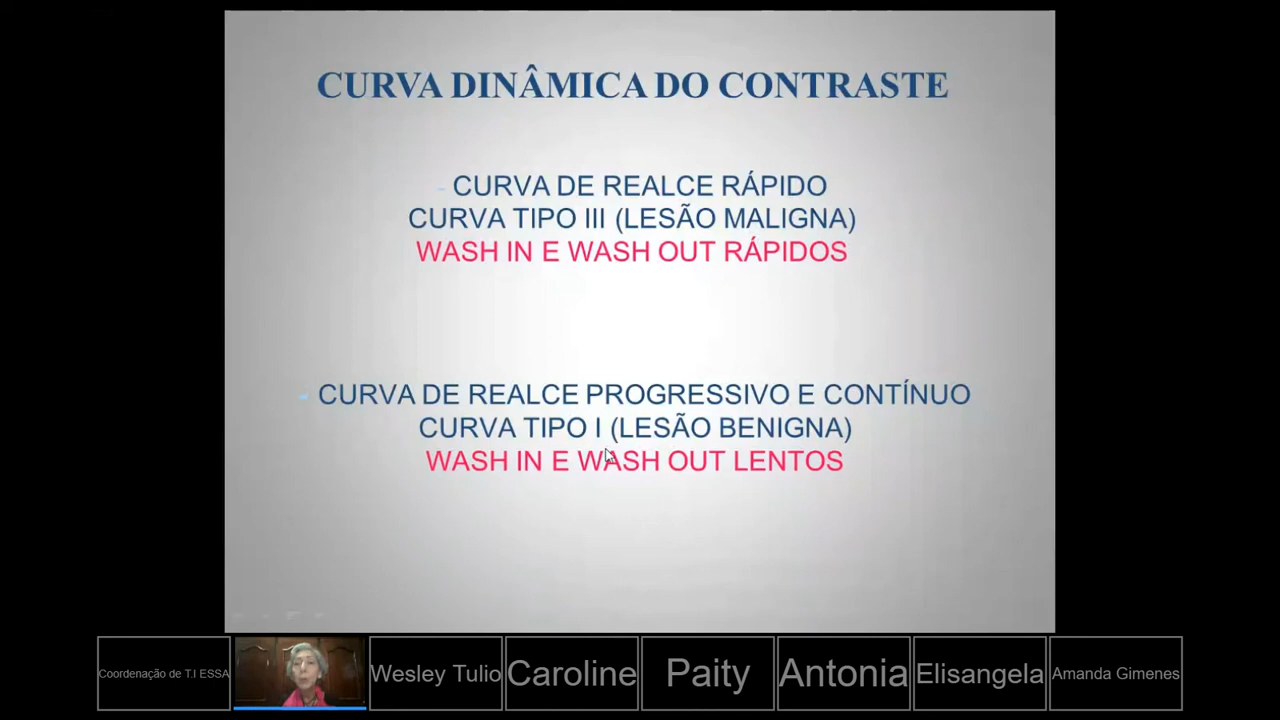 CURVA DINÂMICA DO CONTRASTE
- CURVA DE REALCE RÁPIDO
CURVA TIPO III (LESÃO MALIGNA)
WASH IN E WASH OUT RÁPIDOS
- CURVA DE REALCE PROGRESSIVO E CONTÍNUO
CURVA TIPO I (LESÃO BENIGNA)
WASH IN E WASH OUT LENTOS
Coordenação de T.I ESSA
Wesley Tulio
Caroline
Paity
Antonia
Elisangela
Amanda Gimenes